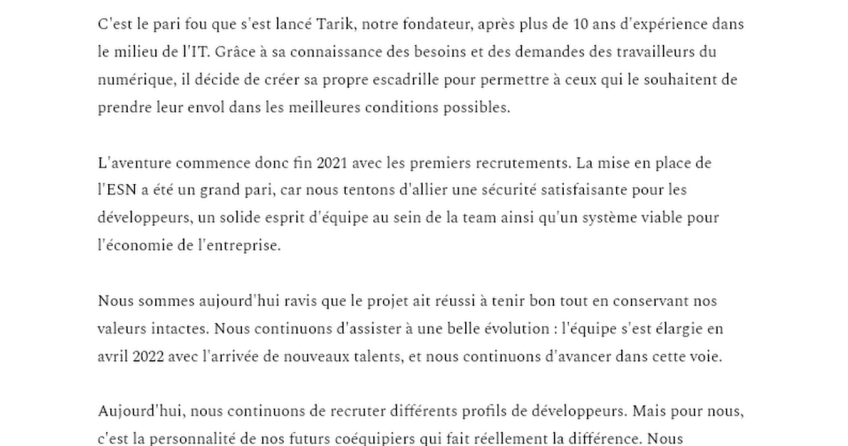 C'est le pari fou que s'est lancé Tarik, notre fondateur, après plus de 10 ans d'expérience dans
le milieu de l'IT. Grâce à sa connaissance des besoins et des demandes des travailleurs du
numérique, il décide de créer sa propre escadrille pour permettre à ceux qui le souhaitent de
prendre leur envol dans les meilleures conditions possibles.
L'aventure commence donc fin 2021 avec les premiers recrutements. La mise en place de
l'ESN a été un grand pari, car nous tentons d'allier une sécurité satisfaisante pour les
développeurs, un solide esprit d'équipe au sein de la team ainsi qu'un système viable pour
l'économie de l'entreprise.
Nous sommes aujourd'hui ravis que le projet ait réussi à tenir bon tout en conservant nos
valeurs intactes. Nous continuons d'assister à une belle évolution : l'équipe s'est élargie en
avril 2022 avec l'arrivée de nouveaux talents, et nous continuons d'avancer dans cette voie.
Aujourd'hui, nous continuons de recruter différents profils de développeurs. Mais pour nous,
c'est la personnalité de nos futurs coéquipiers qui fait réellement la différence. Nous